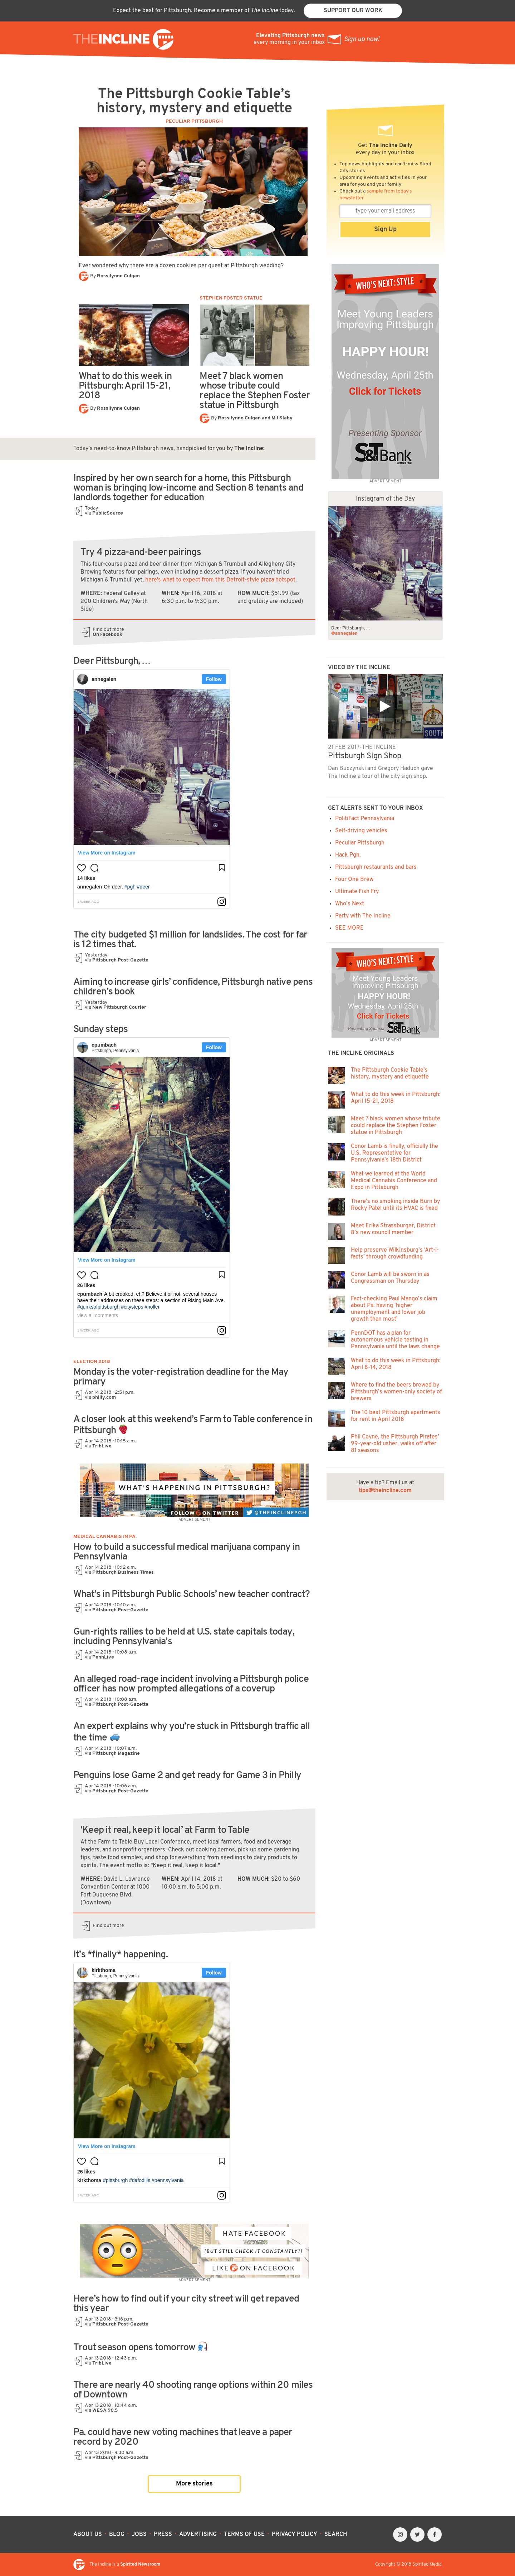 Expect the best for Pittsburgh. Become a member of The Incline today.
SUPPORT OUR WORK
THEINCLINE
Elevating Pittsburgh news
every morning in your inbox
Sign up now!
The Pittsburgh Cookie Table's
history, mystery and etiquette
PECULIAR PITTSBURGH
Ever wondered why there are a dozen cookies per guest at Pittsburgh wedding?
By Rossilynne Culgan
What to do this week in
Pittsburgh: April 15-21,
2018
By Rossilynne Culgan
STEPHEN FOSTER STATUE
Meet 7 black women
whose tribute could
replace the Stephen Foster
statue in Pittsburgh
By Rossilynne Culgan and MJ Slaby
Today's need-to-know Pittsburgh news, handpicked for you by The Incline:
Inspired by her own search for a home, this Pittsburgh
woman is bringing low-income and Section 8 tenants and
landlords together for education
Today
via PublicSource
Try 4 pizza-and-beer pairings
This four-course pizza and beer dinner from Michigan & Trumbull and Allegheny City
Brewing features four pairings, even including a dessert pizza. If you haven't tried
Michigan & Trumbull yet, here's what to expect from this Detroit-style pizza hotspot.
WHERE: Federal Galley at
200 Children's Way (North
Side)
WHEN: April 16, 2018 at
6:30 p.m. to 9:30 p.m.
HOW MUCH: $51.99 (tax
and gratuity are included)
Find out more
On Facebook
Deer Pittsburgh, …
annegalen
Follow
View More on Instagram
14 likes
annegalen Oh deer. #pgh #deer
The city budgeted $1 million for landslides. The cost for far
is 12 times that.
Yesterday
via Pittsburgh Post-Gazette
Aiming to increase girls' confidence, Pittsburgh native pens
children's book
Yesterday
via New Pittsburgh Courier
Sunday steps
cpumbach
Pittsburgh, Pennsylvania
Follow
View More on Instagram
26 likes
cpumbach A bit crooked, eh? Believe it or not, several houses
have their addresses on these steps: a section of Rising Main Ave.
#quirksofpittsburgh #citysteps #holler
view all comments
ELECTION 2018
Monday is the voter-registration deadline for the May
primary
Apr 14 2018 · 2:51 p.m.
via philly.com
A closer look at this weekend's Farm to Table conference in
Pittsburgh 🍓
Apr 14 2018 · 10:15 a.m.
via TribLive
WHAT'S HAPPENING IN PITTSBURGH?
FOLLOW ON TWITTER @THEINCLINEPGH
ADVERTISEMENT
MEDICAL CANNABIS IN PA.
How to build a successful medical marijuana company in
Pennsylvania
Apr 14 2018 · 10:12 a.m.
via Pittsburgh Business Times
What's in Pittsburgh Public Schools' new teacher contract?
Apr 14 2018 · 10:10 a.m.
via Pittsburgh Post-Gazette
Gun-rights rallies to be held at U.S. state capitals today,
including Pennsylvania's
Apr 14 2018 · 10:08 a.m.
via PennLive
An alleged road-rage incident involving a Pittsburgh police
officer has now prompted allegations of a coverup
Apr 14 2018 · 10:08 a.m.
via Pittsburgh Post-Gazette
An expert explains why you're stuck in Pittsburgh traffic all
the time 🚙
Apr 14 2018 · 10:07 a.m.
via Pittsburgh Magazine
Penguins lose Game 2 and get ready for Game 3 in Philly
Apr 14 2018 · 10:06 a.m.
via Pittsburgh Post-Gazette
'Keep it real, keep it local' at Farm to Table
At the Farm to Table Buy Local Conference, meet local farmers, food and beverage
leaders, and nonprofit organizers. Check out cooking demos, pick up some gardening
tips, taste food samples, and shop for everything from seedlings to dairy products to
spirits. The event motto is: "Keep it real, keep it local."
WHERE: David L. Lawrence
Convention Center at 1000
Fort Duquesne Blvd.
(Downtown)
WHEN: April 14, 2018 at
10:00 a.m. to 5:00 p.m.
HOW MUCH: $20 to $60
Find out more
It's *finally* happening.
kirkthoma
Pittsburgh, Pennsylvania
Follow
View More on Instagram
26 likes
kirkthoma #pittsburgh #daffodills #pennsylvania
HATE FACEBOOK
(BUT STILL CHECK IT CONSTANTLY?)
LIKE ON FACEBOOK
ADVERTISEMENT
Here's how to find out if your city street will get repaved
this year
Apr 13 2018 · 3:16 p.m.
via Pittsburgh Post-Gazette
Trout season opens tomorrow 🎣
Apr 13 2018 · 12:43 p.m.
via TribLive
There are nearly 40 shooting range options within 20 miles
of Downtown
Apr 13 2018 · 10:44 a.m.
via WESA 90.5
Pa. could have new voting machines that leave a paper
record by 2020
Apr 13 2018 · 9:30 a.m.
via Pittsburgh Post-Gazette
More stories
Get The Incline Daily
every day in your inbox
Top news highlights and can't-miss Steel
City stories
Upcoming events and activities in your
area for you and your family
Check out a sample from today's
newsletter
type your email address
Sign Up
WHO'S NEXT: STYLE
Meet Young Leaders
Improving Pittsburgh
HAPPY HOUR!
Wednesday, April 25th
Click for Tickets
Presenting Sponsor
S&T Bank
ADVERTISEMENT
Instagram of the Day
Deer Pittsburgh, …
@annegalen
VIDEO BY THE INCLINE
SOUTH
21 FEB 2017-THE INCLINE
Pittsburgh Sign Shop
Dan Buczynski and Gregory Haduch gave
The Incline a tour of the city sign shop.
GET ALERTS SENT TO YOUR INBOX
PolitiFact Pennsylvania
Self-driving vehicles
Peculiar Pittsburgh
Hack Pgh.
Pittsburgh restaurants and bars
Four One Brew
Ultimate Fish Fry
Who's Next
Party with The Incline
SEE MORE
WHO'S NEXT: STYLE
Meet Young Leaders
Improving Pittsburgh
HAPPY HOUR!
Wednesday, April 25th
Click for Tickets
Presenting Sponsor S&T Bank
ADVERTISEMENT
THE INCLINE ORIGINALS
The Pittsburgh Cookie Table's
history, mystery and etiquette
What to do this week in Pittsburgh:
April 15-21, 2018
Meet 7 black women whose tribute
could replace the Stephen Foster
statue in Pittsburgh
Conor Lamb is finally, officially the
U.S. Representative for
Pennsylvania's 18th District
What we learned at the World
Medical Cannabis Conference and
Expo in Pittsburgh
There's no smoking inside Burn by
Rocky Patel until its HVAC is fixed
Meet Erika Strassburger, District
8's new council member
Help preserve Wilkinsburg's 'Art-i-
facts' through crowdfunding
Conor Lamb will be sworn in as
Congressman on Thursday
Fact-checking Paul Mango's claim
about Pa. having 'higher
unemployment and lower job
growth than most'
PennDOT has a plan for
autonomous vehicle testing in
Pennsylvania until the laws change
What to do this week in Pittsburgh:
April 8-14, 2018
Where to find the beers brewed by
Pittsburgh's women-only society of
brewers
The 10 best Pittsburgh apartments
for rent in April 2018
Phil Coyne, the Pittsburgh Pirates'
99-year-old usher, walks off after
81 seasons
Have a tip? Email us at
tips@theincline.com
ABOUT US · BLOG · JOBS · PRESS · ADVERTISING · TERMS OF USE · PRIVACY POLICY · SEARCH
The Incline is a Spirited Newsroom
Copyright © 2018 Spirited Media